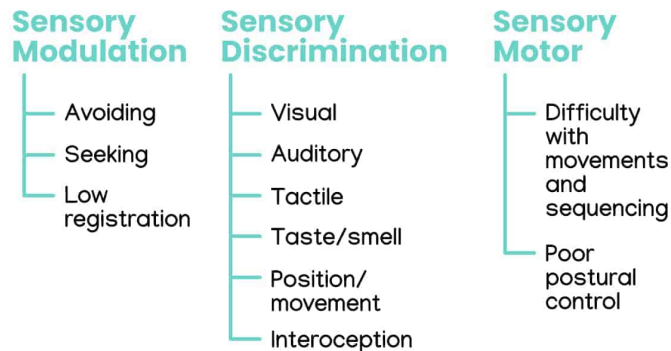 Sensory
Modulation
Avoiding
Seeking
Low
registration
Sensory
Discrimination
Visual
Auditory
Tactile
Taste/smell
Position/
movement
Interoception
Sensory
Motor
Difficulty
with
movements
and
sequencing
Poor
postural
control